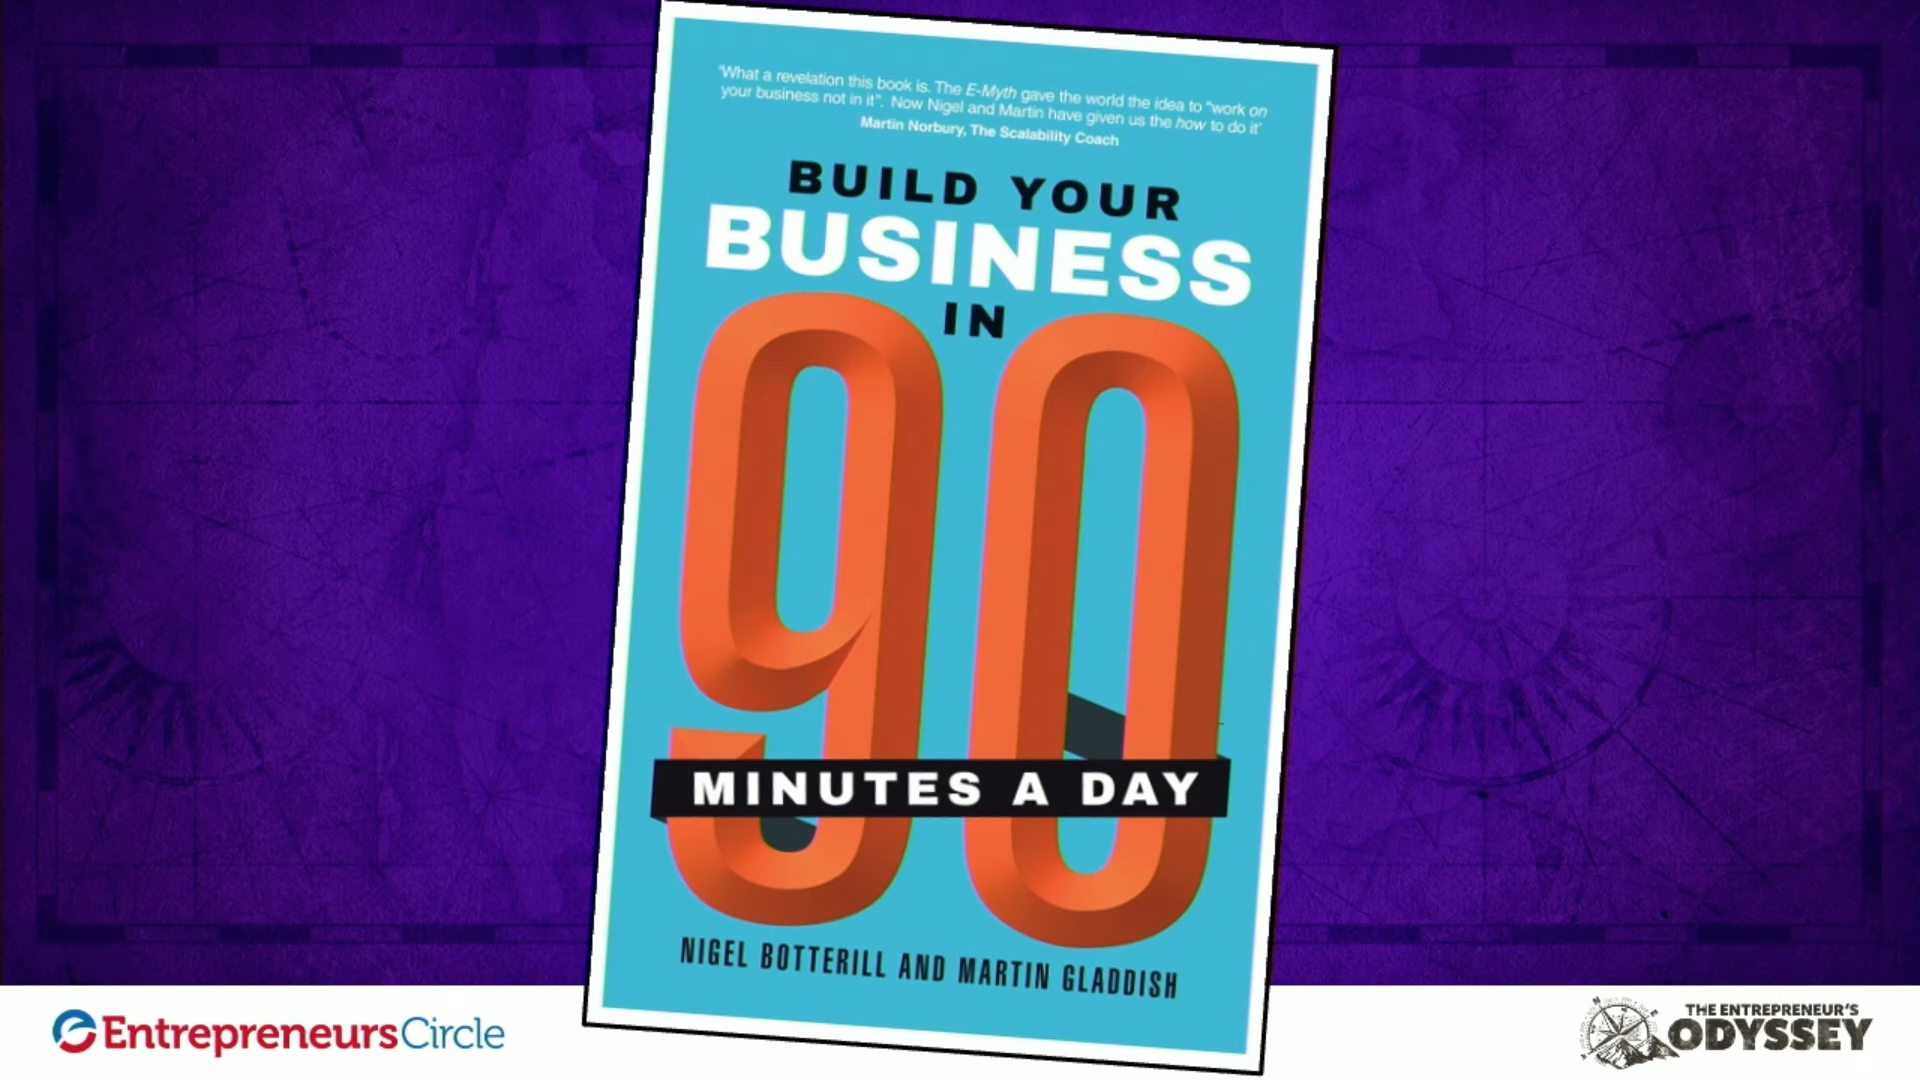 'What a revelation this book is. The E-Myth gave the world the idea to "work on
your business not in it". Now Nigel and Martin have given us the how to do it'
Martin Norbury, The Scalability Coach
BUILD YOUR
BUSINESS
IN
90
MINUTES A DAY
NIGEL BOTTERILL AND MARTIN GLADDISH
EntrepreneursCircle
THE ENTREPRENEUR'S
ODYSSEY